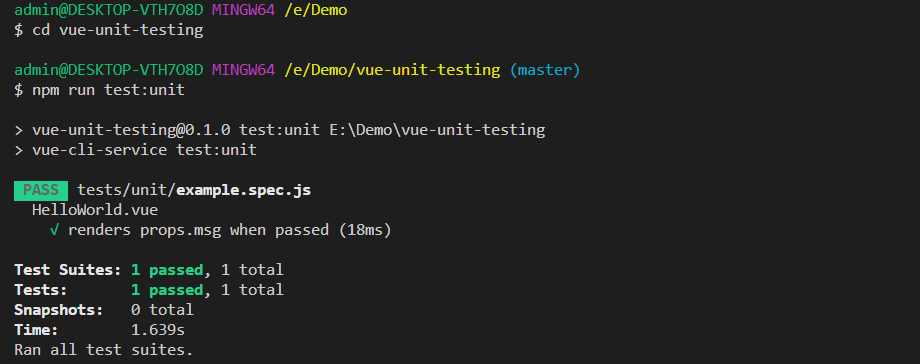 admin@DESKTOP-VTH7O8D MINGW64 /e/Demo
$ cd vue-unit-testing
admin@DESKTOP-VTH7O8D MINGW64 /e/Demo/vue-unit-testing (master)
$ npm run test:unit
> vue-unit-testing@0.1.0 test:unit E:\Demo\vue-unit-testing
> vue-cli-service test:unit
PASS tests/unit/example.spec.js
HelloWorld.vue
√ renders props.msg when passed (18ms)
Test Suites: 1 passed, 1 total
Tests: 1 passed, 1 total
Snapshots: 0 total
Time: 1.639s
Ran all test suites.